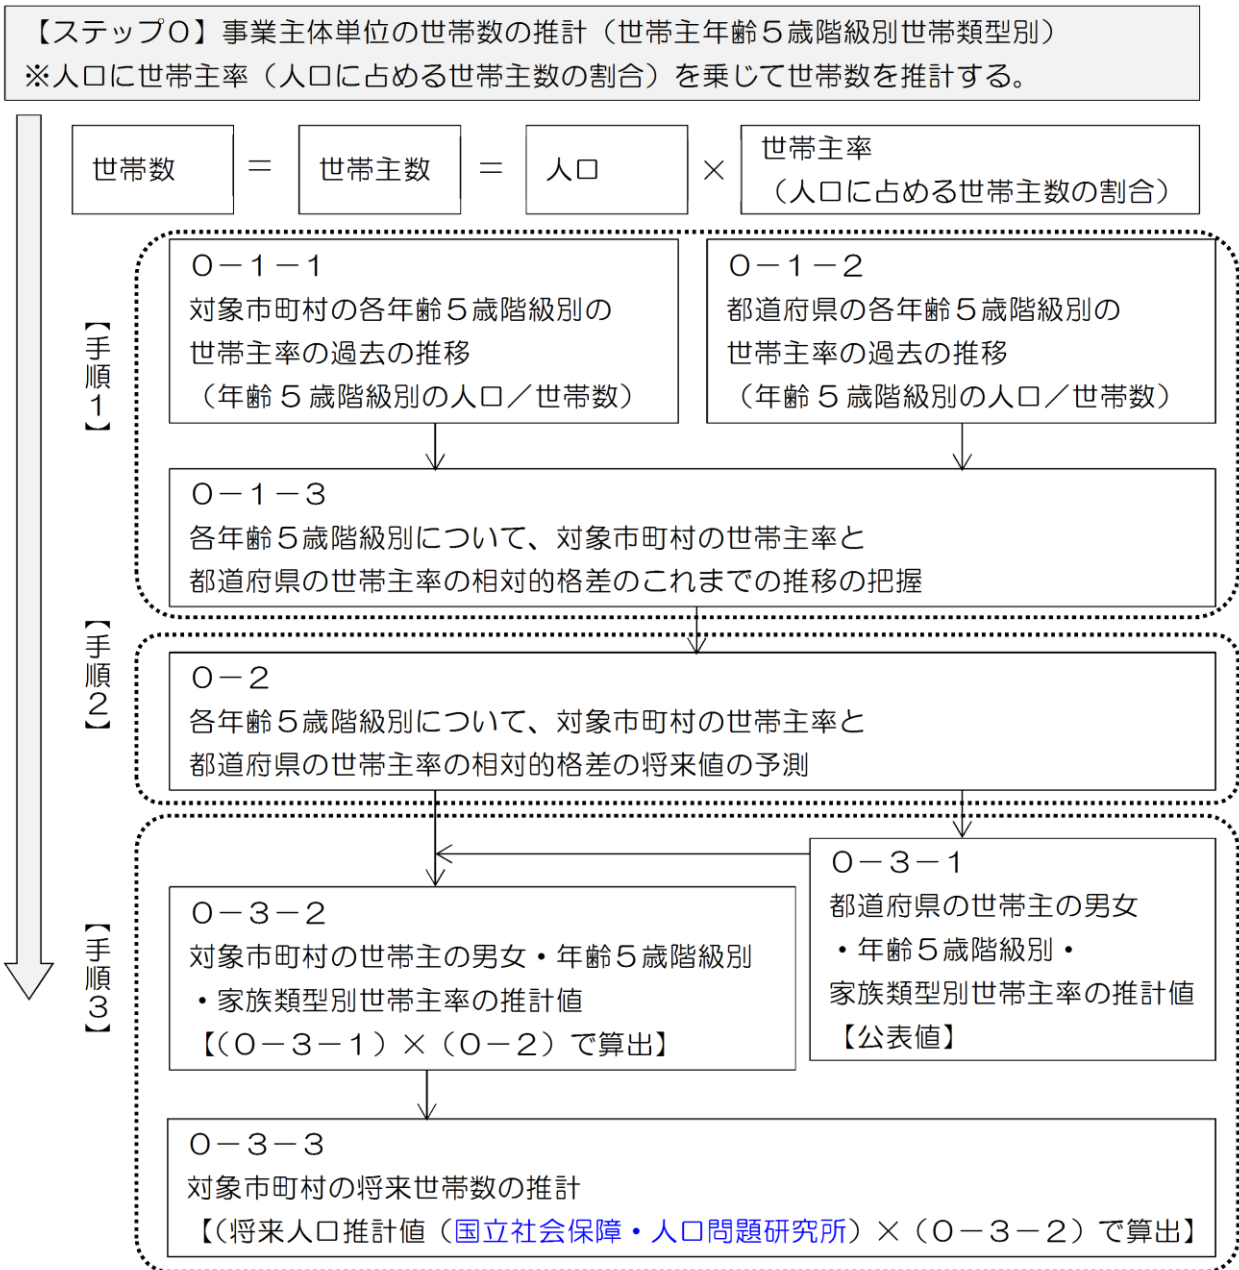 【ステップ０】事業主体単位の世帯数の推計（世帯主年齢５歳階級別世帯類型別）
※人口に世帯主率（人口に占める世帯主数の割合）を乗じて世帯数を推計する。
世帯数 ＝ 世帯主数 ＝ 人口 × 世帯主率
（人口に占める世帯主数の割合）
【手順１】
０－１－１
対象市町村の各年齢５歳階級別の
世帯主率の過去の推移
（年齢５歳階級別の人口／世帯数）
０－１－２
都道府県の各年齢５歳階級別の
世帯主率の過去の推移
（年齢５歳階級別の人口／世帯数）
０－１－３
各年齢５歳階級別について、対象市町村の世帯主率と
都道府県の世帯主率の相対的格差のこれまでの推移の把握
【手順２】
０－２
各年齢５歳階級別について、対象市町村の世帯主率と
都道府県の世帯主率の相対的格差の将来値の予測
【手順３】
０－３－１
都道府県の世帯主の男女
・年齢５歳階級別・
家族類型別世帯主率の推計値
【公表値】
０－３－２
対象市町村の世帯主の男女・年齢５歳階級別
・家族類型別世帯主率の推計値
【（０－３－１）×（０－２）で算出】
０－３－３
対象市町村の将来世帯数の推計
【（将来人口推計値（国立社会保障・人口問題研究所）×（０－３－２）で算出】